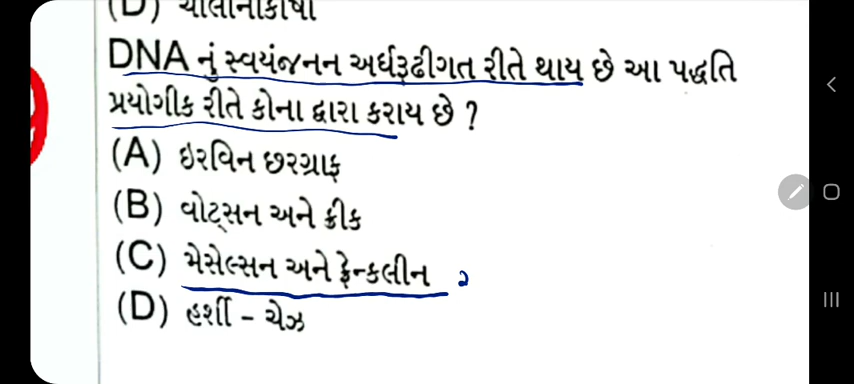 (D) ચાલીનીકોષો
DNA નું સ્વયંજનન અર્ધરૂઢીગત રીતે થાય છે આ પદ્ધતિ
પ્રયોગીક રીતે કોના દ્વારા કરાય છે ?
(A) ઇરવિન છરગ્રાફ
(B) વોટ્સન અને ક્રીક
(C) મેસેલ્સન અને ફ્રેન્કલીન
(D) હર્શી – ચેઝ